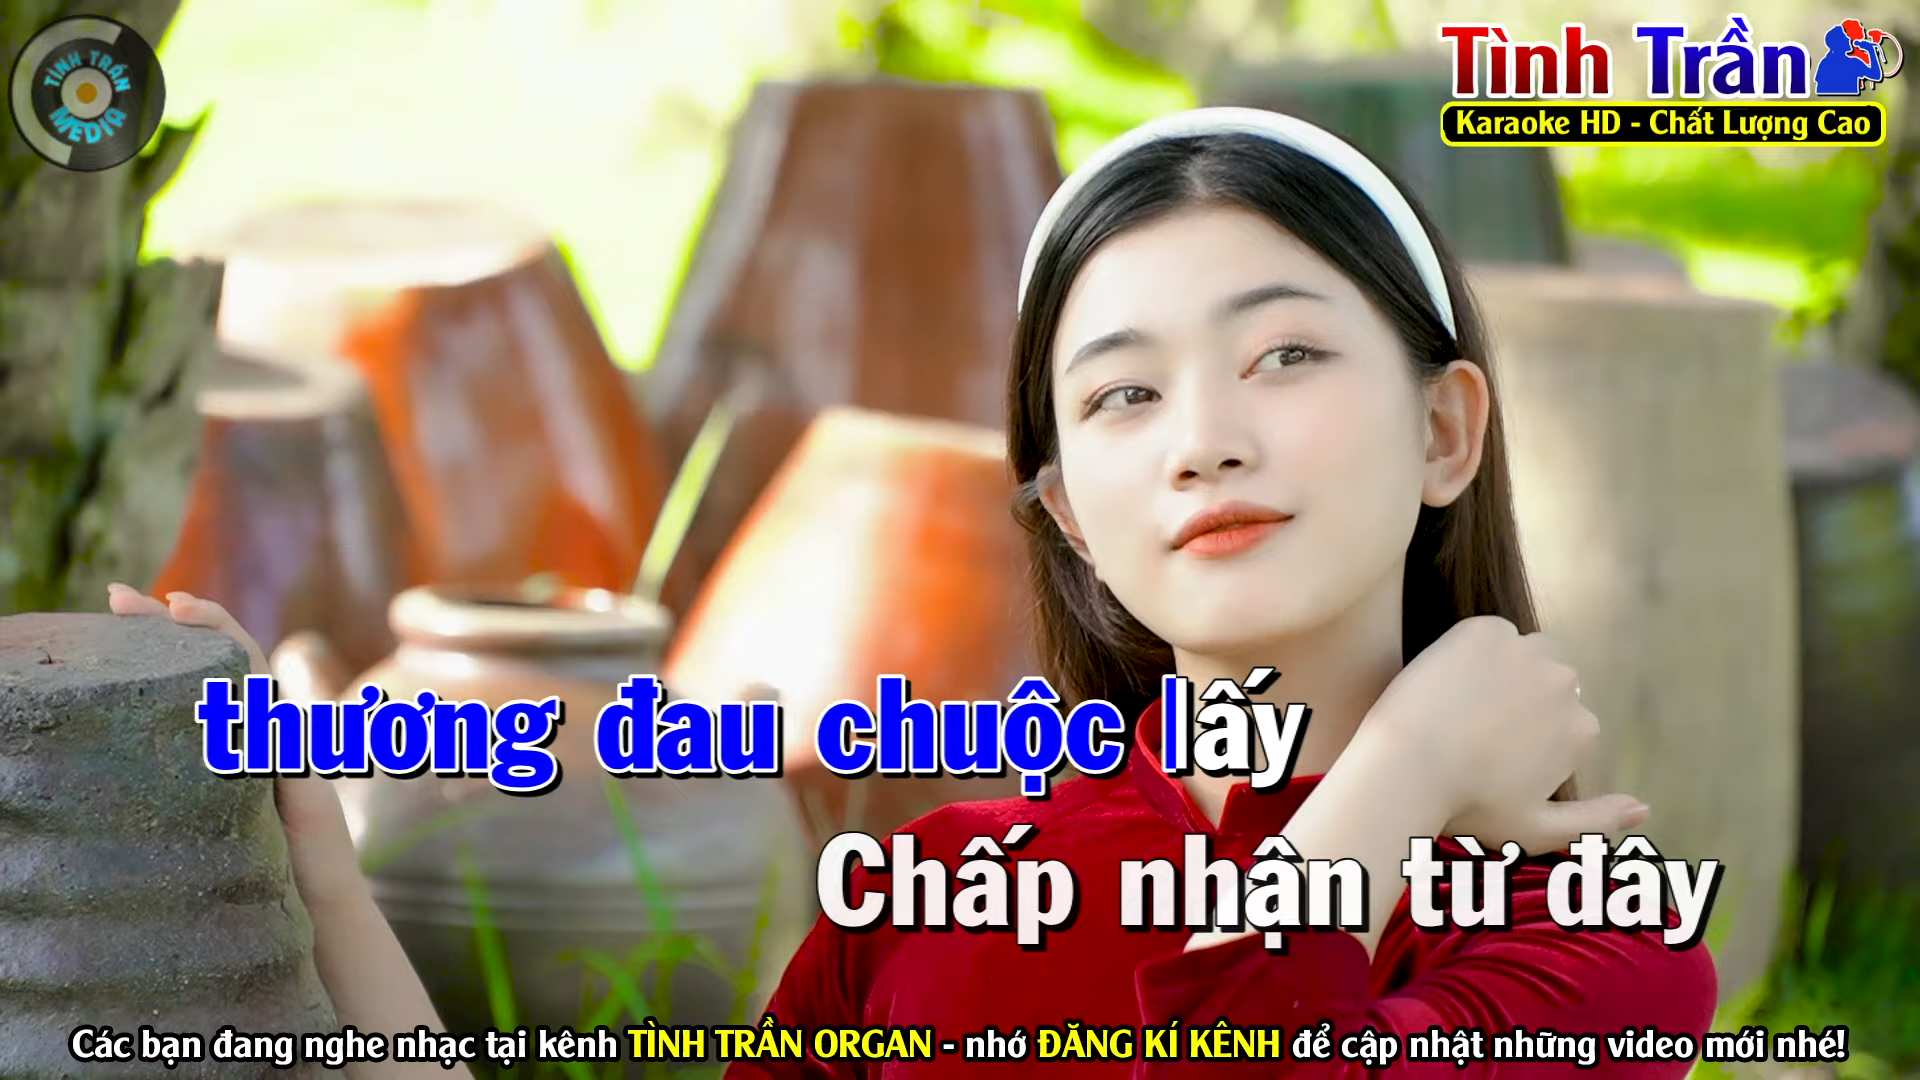 TÌNH TRẦN
MEDIA
Tình Trần
Karaoke HD - Chất Lượng Cao
thương đau chuộc lấy
Chấp nhận từ đây
Các bạn đang nghe nhạc tại kênh TÌNH TRẦN ORGAN - nhớ ĐĂNG KÍ KÊNH để cập nhật những video mới nhé!